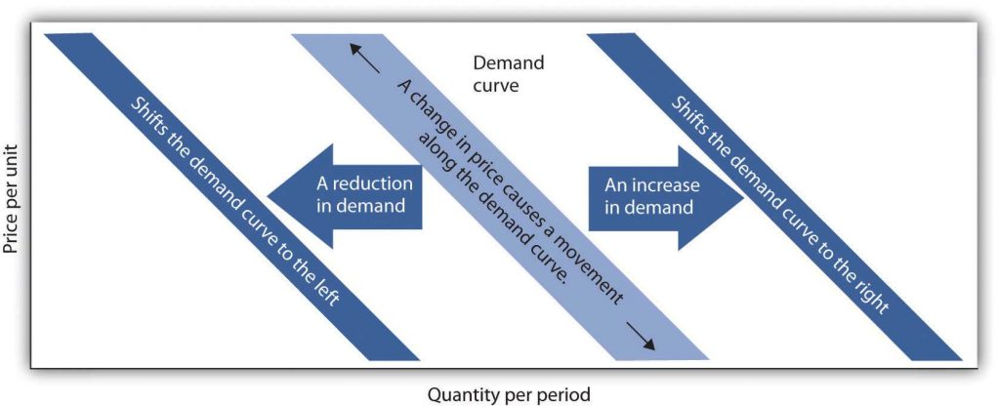 Demand
curve
Shifts the demand curve to the left
A reduction
in demand
A change in price causes a movement
along the demand curve.
An increase
in demand
Shifts the demand curve to the right
Price per unit
Quantity per period